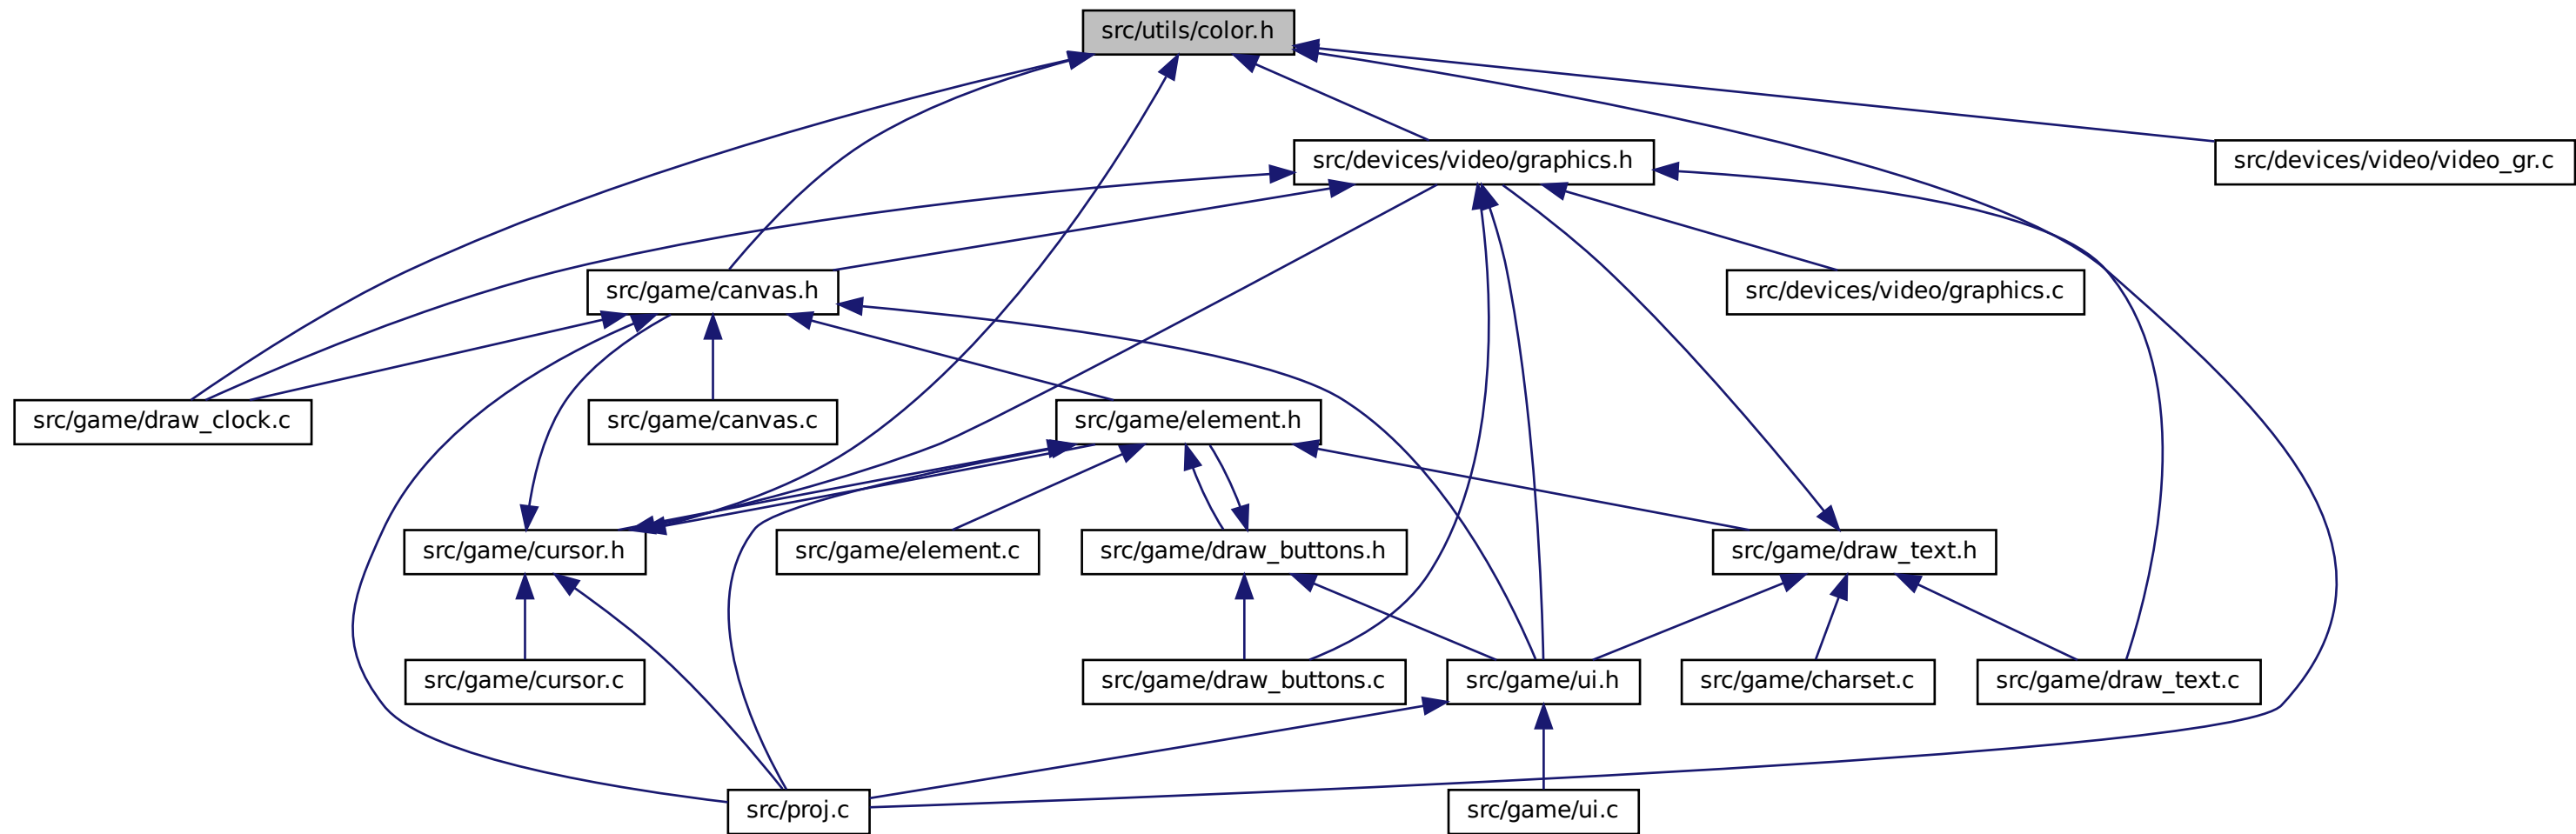 src/utils/color.h
src/devices/video/graphics.h
src/devices/video/video_gr.c
src/game/canvas.h
src/devices/video/graphics.c
src/game/draw_clock.c
src/game/canvas.c
src/game/element.h
src/game/cursor.h
src/game/element.c
src/game/draw_buttons.h
src/game/draw_text.h
src/game/cursor.c
src/game/draw_buttons.c
src/game/ui.h
src/game/charset.c
src/game/draw_text.c
src/proj.c
src/game/ui.c